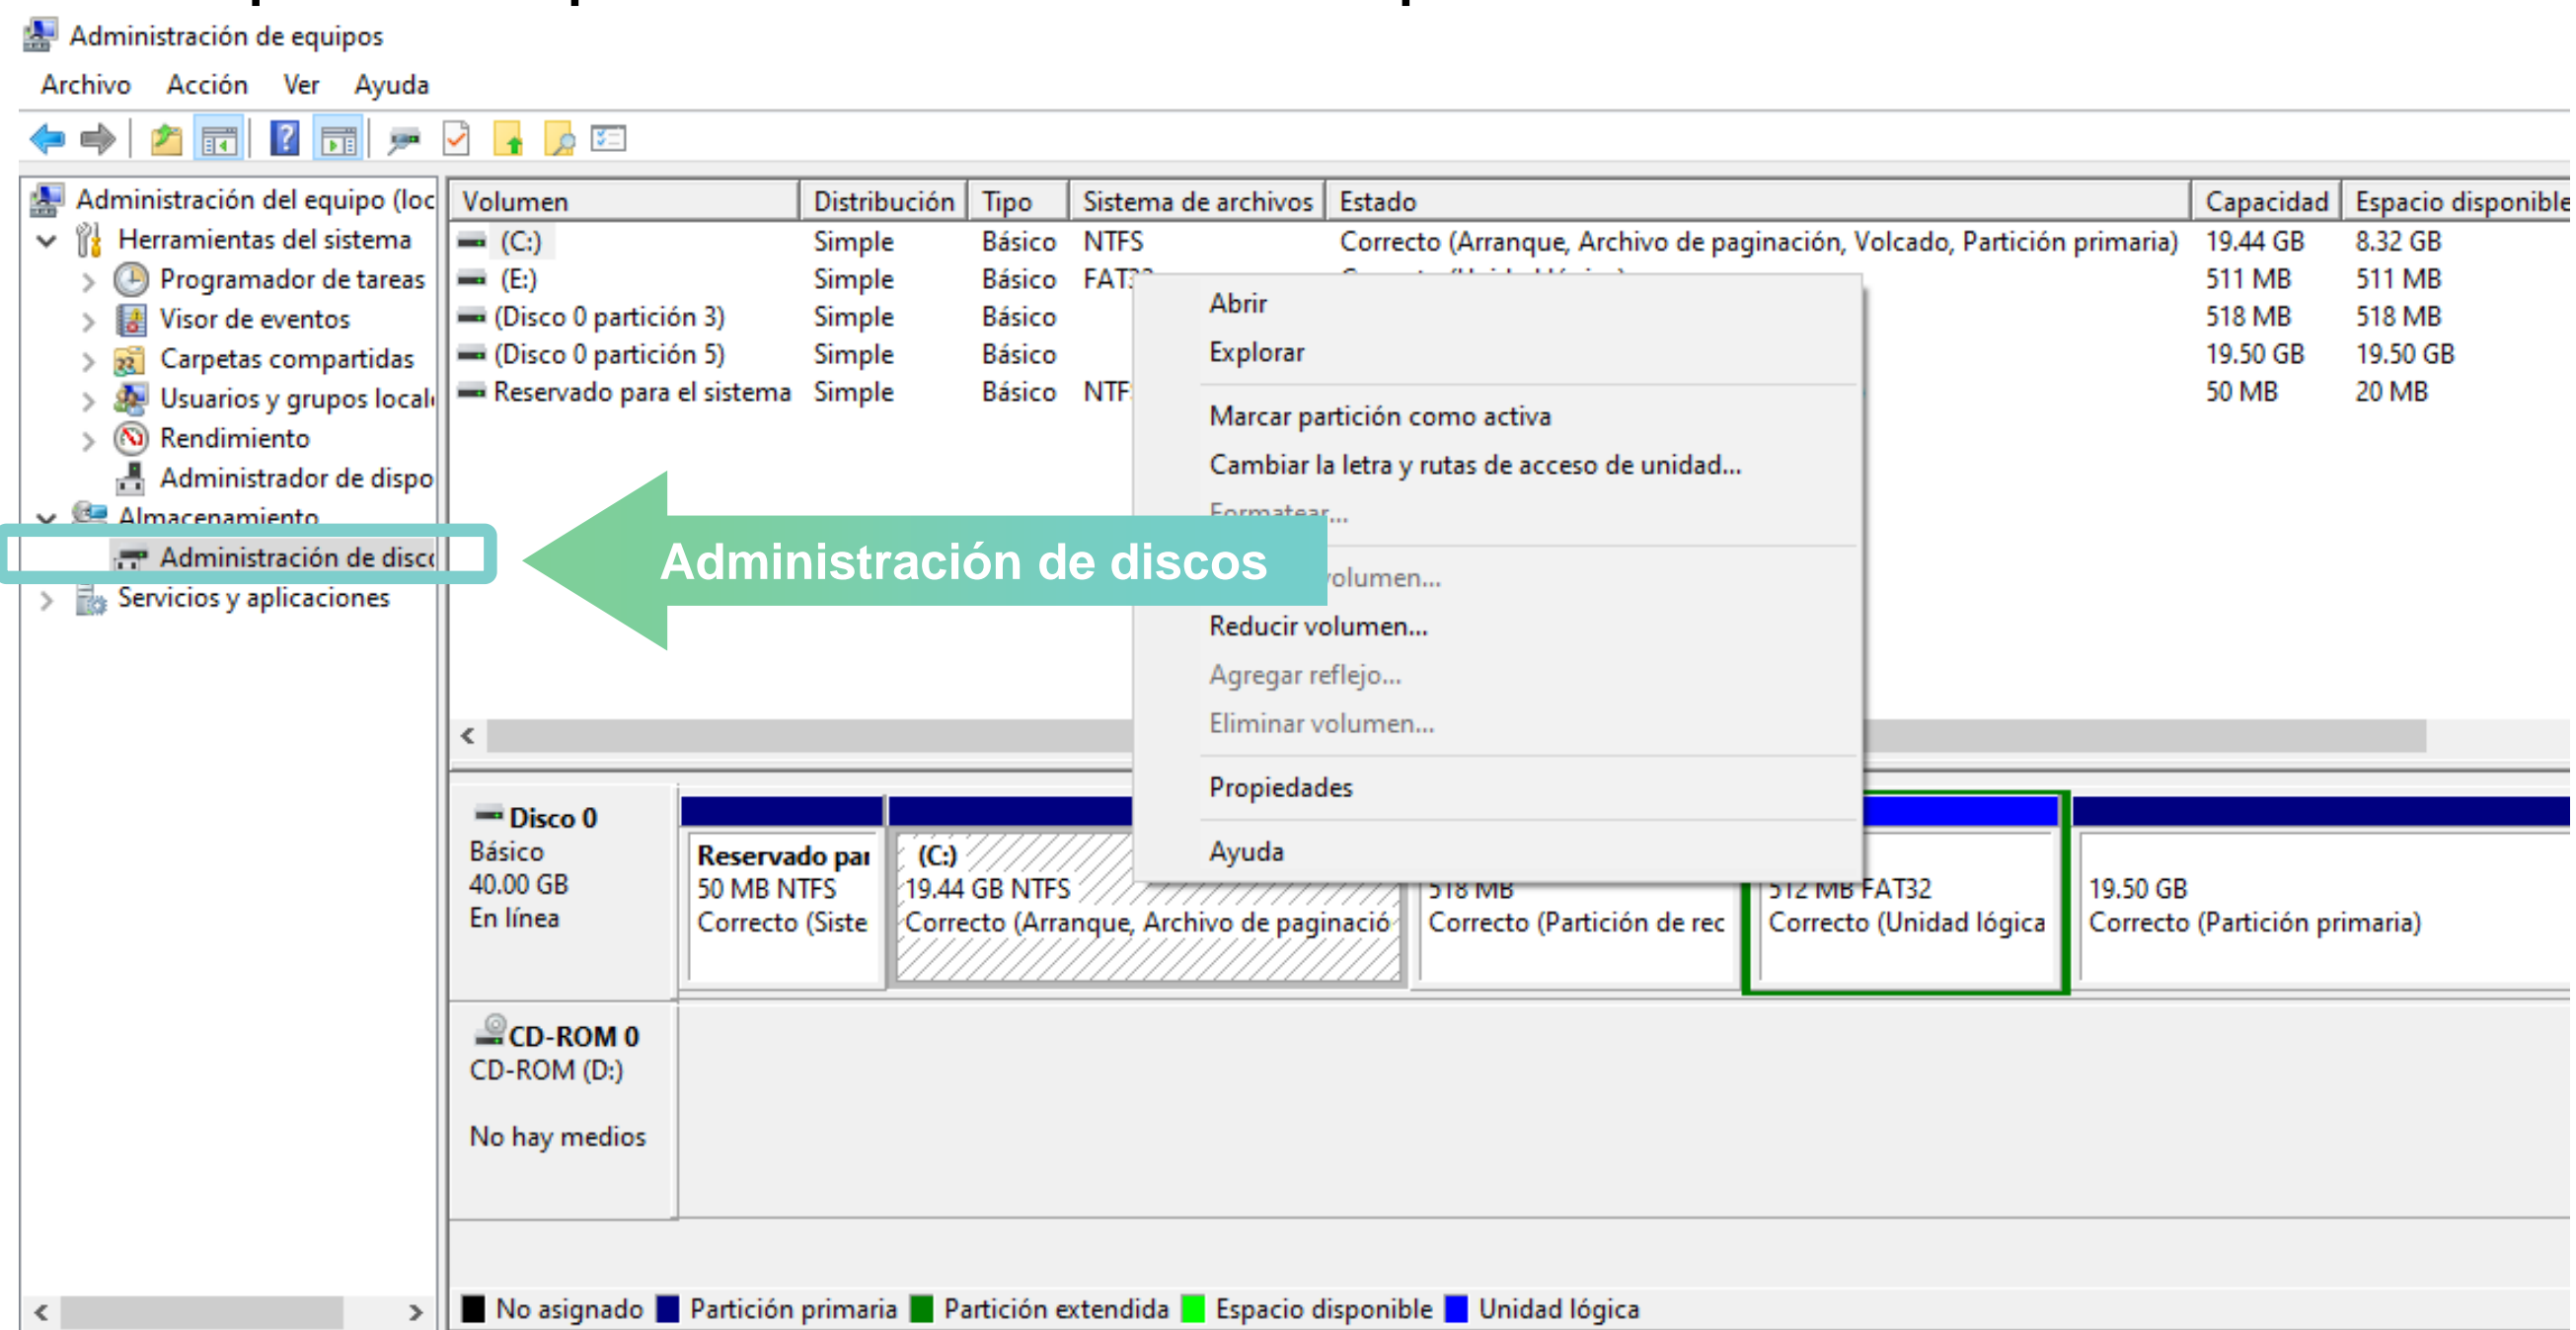 Administración de equipos
Archivo Acción Ver Ayuda
Administración del equipo (loc
Herramientas del sistema
Programador de tareas
Visor de eventos
Carpetas compartidas
Usuarios y grupos local
Rendimiento
Administrador de dispo
Almacenamiento
Administración de disc
Servicios y aplicaciones
Volumen Distribución Tipo Sistema de archivos Estado Capacidad Espacio disponible
(C:) Simple Básico NTFS Correcto (Arranque, Archivo de paginación, Volcado, Partición primaria) 19.44 GB 8.32 GB
(E:) Simple Básico FAT32 511 MB 511 MB
(Disco 0 partición 3) Simple Básico 518 MB 518 MB
(Disco 0 partición 5) Simple Básico 19.50 GB 19.50 GB
Reservado para el sistema Simple Básico NTF 50 MB 20 MB
Abrir
Explorar
Marcar partición como activa
Cambiar la letra y rutas de acceso de unidad...
Formatear...
volumen...
Reducir volumen...
Agregar reflejo...
Eliminar volumen...
Propiedades
Ayuda
Administración de discos
Disco 0
Básico
40.00 GB
En línea
Reservado par
50 MB NTFS
Correcto (Siste
(C:)
19.44 GB NTFS
Correcto (Arranque, Archivo de paginació
518 MB
Correcto (Partición de rec
512 MB FAT32
Correcto (Unidad lógica
19.50 GB
Correcto (Partición primaria)
CD-ROM 0
CD-ROM (D:)
No hay medios
No asignado Partición primaria Partición extendida Espacio disponible Unidad lógica